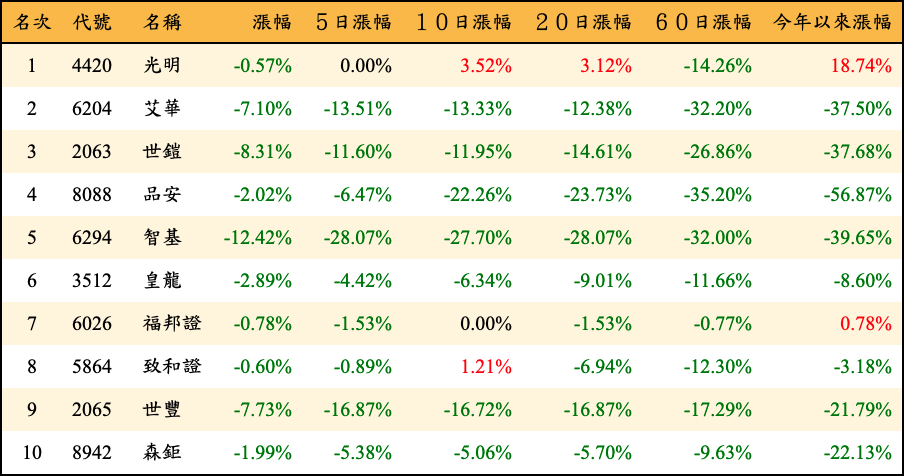 名次 代號 名稱 漲幅 5日漲幅 10日漲幅 20日漲幅 60日漲幅 今年以來漲幅
1 4420 光明 -0.57% 0.00% 3.52% 3.12% -14.26% 18.74%
2 6204 艾華 -7.10% -13.51% -13.33% -12.38% -32.20% -37.50%
3 2063 世鎧 -8.31% -11.60% -11.95% -14.61% -26.86% -37.68%
4 8088 品安 -2.02% -6.47% -22.26% -23.73% -35.20% -56.87%
5 6294 智基 -12.42% -28.07% -27.70% -28.07% -32.00% -39.65%
6 3512 皇龍 -2.89% -4.42% -6.34% -9.01% -11.66% -8.60%
7 6026 福邦證 -0.78% -1.53% 0.00% -1.53% -0.77% 0.78%
8 5864 致和證 -0.60% -0.89% 1.21% -6.94% -12.30% -3.18%
9 2065 世豐 -7.73% -16.87% -16.72% -16.87% -17.29% -21.79%
10 8942 森鉅 -1.99% -5.38% -5.06% -5.70% -9.63% -22.13%